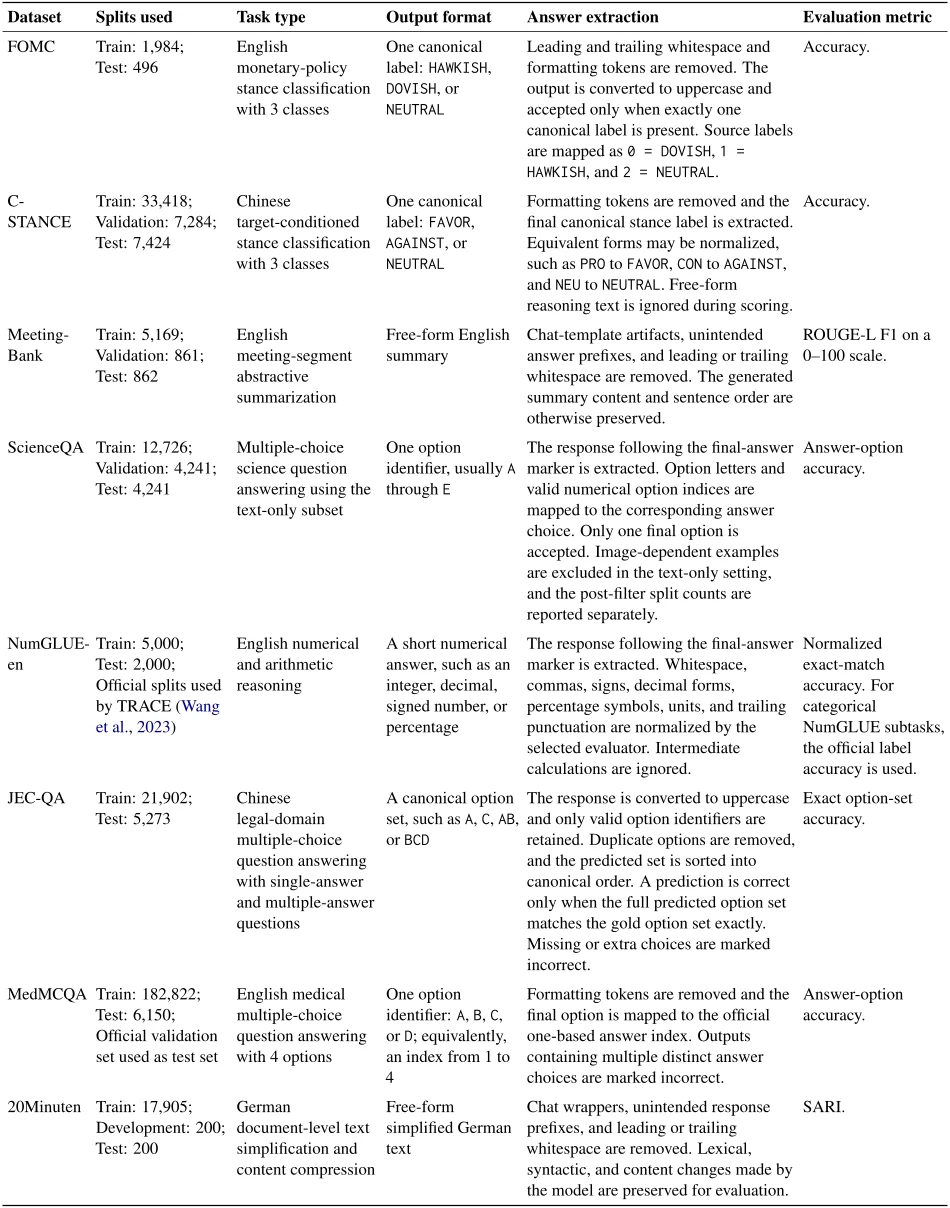 Dataset Splits used Task type Output format Answer extraction Evaluation metric
FOMC Train: 1,984; English One canonical Leading and trailing whitespace and Accuracy.
Test: 496 monetary-policy label: HAWKISH, formatting tokens are removed. The
stance classification DOVISH, or output is converted to uppercase and
with 3 classes NEUTRAL accepted only when exactly one
canonical label is present. Source labels
are mapped as 0 = DOVISH, 1 =
HAWKISH, and 2 = NEUTRAL.
C- Train: 33,418; Chinese One canonical Formatting tokens are removed and the Accuracy.
STANCE Validation: 7,284; target-conditioned label: FAVOR, final canonical stance label is extracted.
Test: 7,424 stance classification AGAINST, or Equivalent forms may be normalized,
with 3 classes NEUTRAL such as PRO to FAVOR, CON to AGAINST,
and NEU to NEUTRAL. Free-form
reasoning text is ignored during scoring.
Meeting- Train: 5,169; English Free-form English Chat-template artifacts, unintended ROUGE-L F1 on a
Bank Validation: 861; meeting-segment summary answer prefixes, and leading or trailing 0–100 scale.
Test: 862 abstractive whitespace are removed. The generated
summarization summary content and sentence order are
otherwise preserved.
ScienceQA Train: 12,726; Multiple-choice One option The response following the final-answer Answer-option
Validation: 4,241; science question identifier, usually A marker is extracted. Option letters and accuracy.
Test: 4,241 answering using the through E valid numerical option indices are
text-only subset mapped to the corresponding answer
choice. Only one final option is
accepted. Image-dependent examples
are excluded in the text-only setting,
and the post-filter split counts are
reported separately.
NumGLUE- Train: 5,000; English numerical A short numerical The response following the final-answer Normalized
en Test: 2,000; and arithmetic answer, such as an marker is extracted. Whitespace, exact-match
Official splits used reasoning integer, decimal, commas, signs, decimal forms, accuracy. For
by TRACE (Wang signed number, or percentage symbols, units, and trailing categorical
et al., 2023) percentage punctuation are normalized by the NumGLUE subtasks,
selected evaluator. Intermediate the official label
calculations are ignored. accuracy is used.
JEC-QA Train: 21,902; Chinese A canonical option The response is converted to uppercase Exact option-set
Test: 5,273 legal-domain set, such as A, C, AB, and only valid option identifiers are accuracy.
multiple-choice or BCD retained. Duplicate options are removed,
question answering and the predicted set is sorted into
with single-answer canonical order. A prediction is correct
and multiple-answer only when the full predicted option set
questions matches the gold option set exactly.
Missing or extra choices are marked
incorrect.
MedMCQA Train: 182,822; English medical One option Formatting tokens are removed and the Answer-option
Test: 6,150; multiple-choice identifier: A, B, C, final option is mapped to the official accuracy.
Official validation question answering or D; equivalently, one-based answer index. Outputs
set used as test set with 4 options an index from 1 to containing multiple distinct answer
4 choices are marked incorrect.
20Minuten Train: 17,905; German Free-form Chat wrappers, unintended response SARI.
Development: 200; document-level text simplified German prefixes, and leading or trailing
Test: 200 simplification and text whitespace are removed. Lexical,
content compression syntactic, and content changes made by
the model are preserved for evaluation.